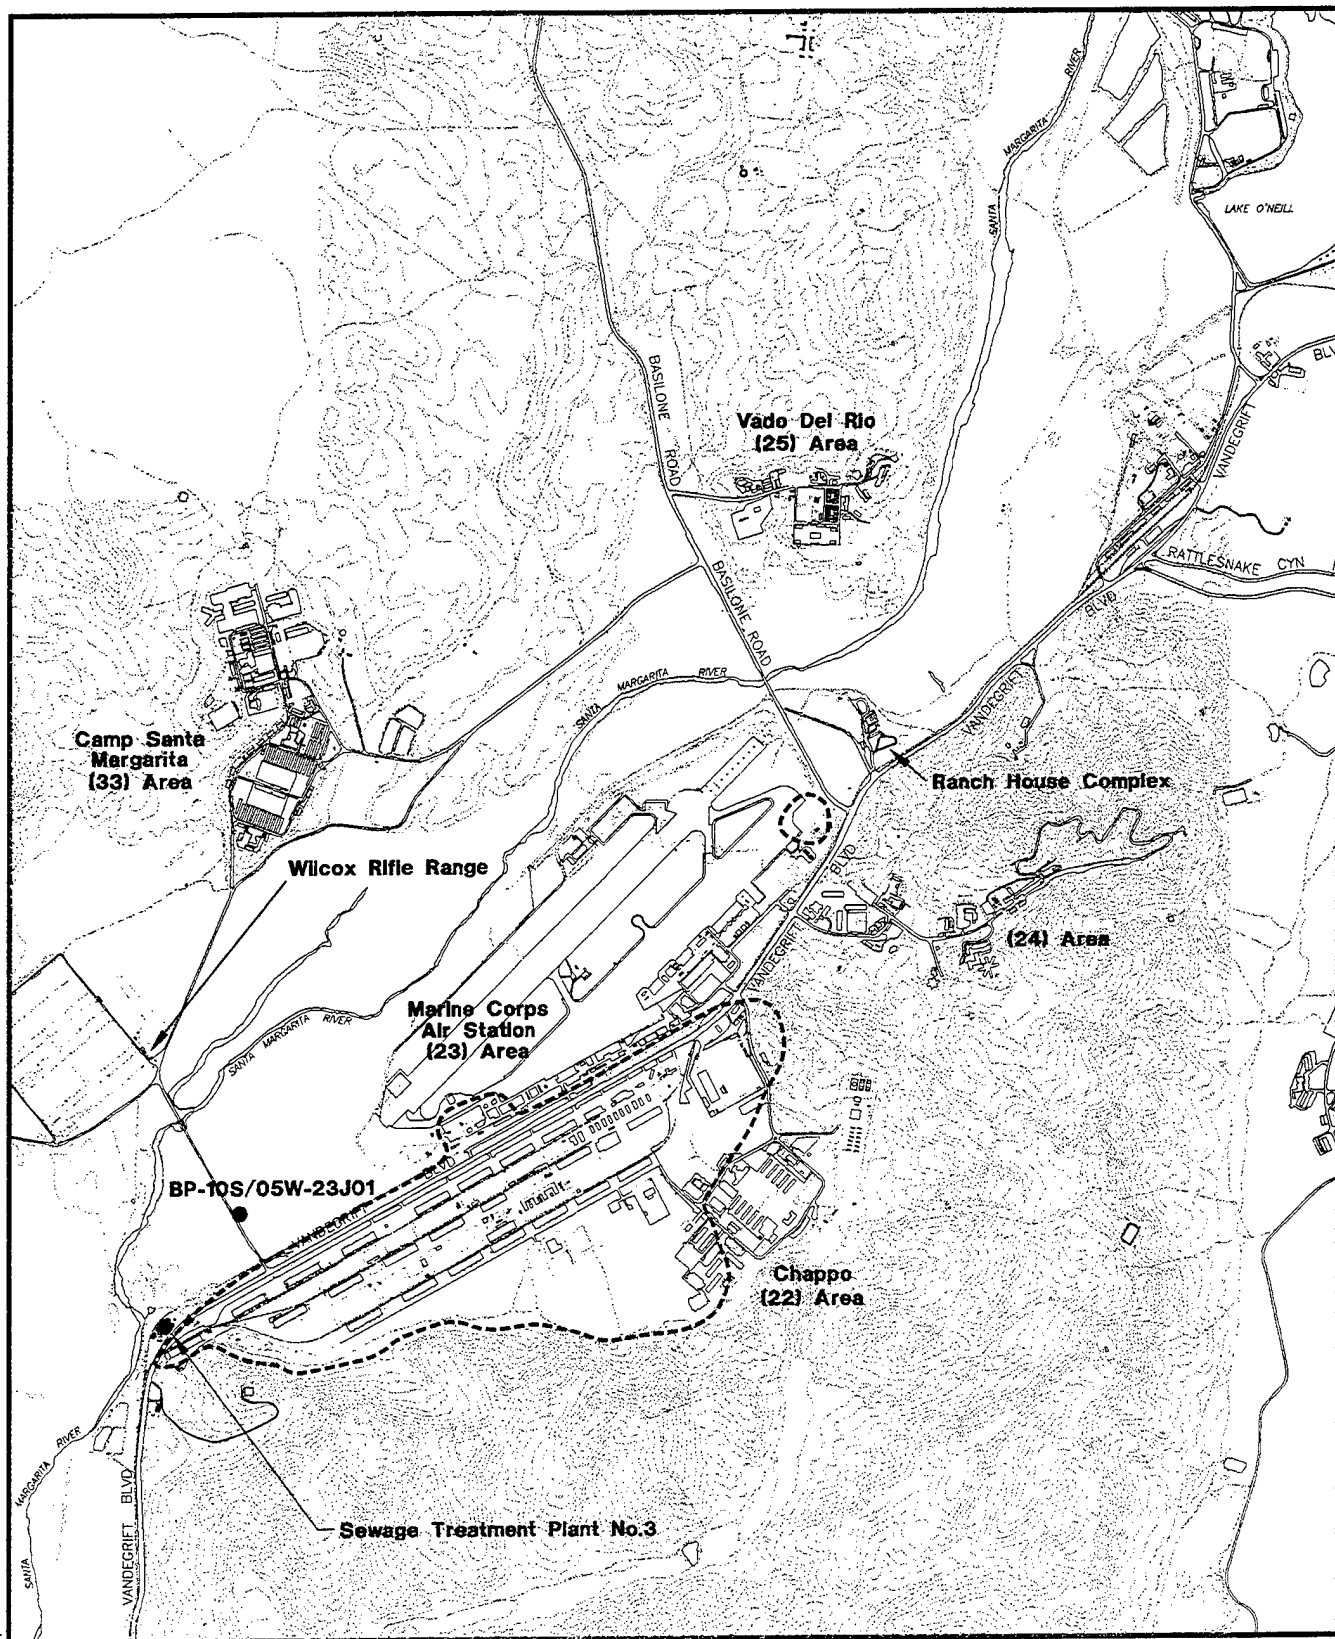 RIVER
MARGARITA
SANTA
LAKE O'NEILL
BASILONE
ROAD
BLV
VANDEGRIFT
Vado Del Rio
(25) Area
RATTLESNAKE CYN
BLVD
BASILONE ROAD
MARGARITA RIVER
SANTA
VANDEGRIFT
Camp Santa
Margarita
(33) Area
Ranch House Complex
BLVD
Wilcox Rifle Range
(24) Area
VANDEGRIFT
Marine Corps
Air Station
(23) Area
SANTA MARGARITA RIVER
BLVD
BP-10S/05W-23J01
VANDEGRIFT
Chappo
(22) Area
RIVER
MARGARITA
SANTA
VANDEGRIFT BLVD
Sewage Treatment Plant No.3